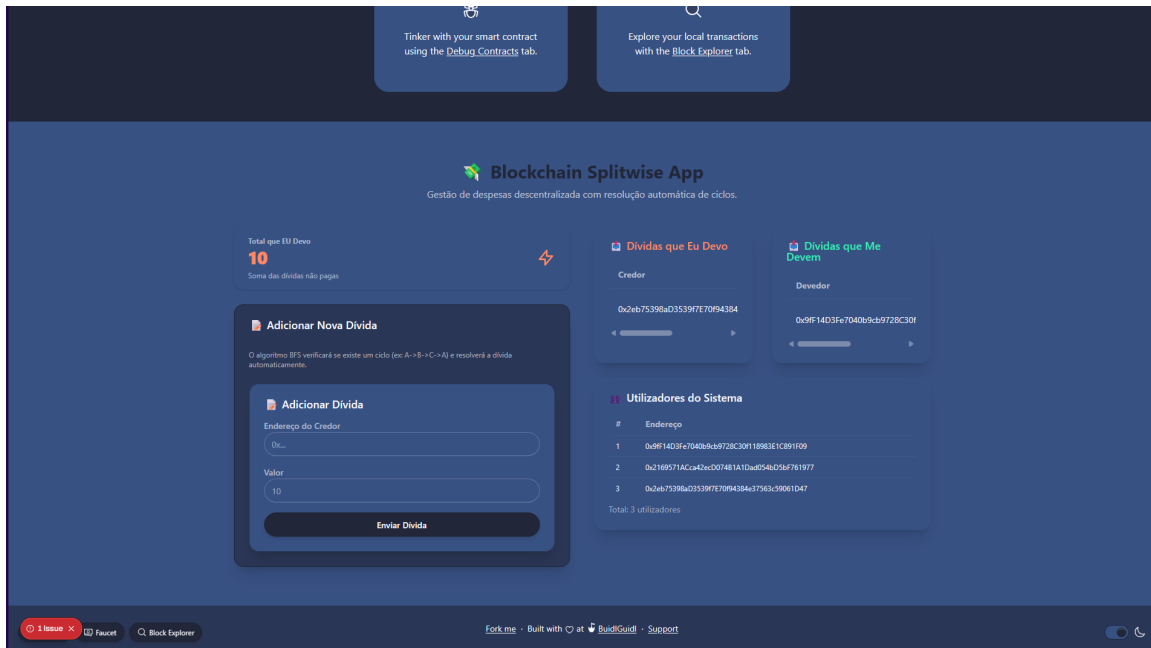 Tinker with your smart contract
using the Debug Contracts tab.
Explore your local transactions
with the Block Explorer tab.
Blockchain Splitwise App
Gestão de despesas descentralizada com resolução automática de ciclos.
Total que EU Devo
10
Soma das dívidas não pagas
Adicionar Nova Dívida
O algoritmo BFS verificará se existe um ciclo (ex: A->B->C->A) e resolverá a dívida
automaticamente.
Adicionar Dívida
Endereço do Credor
0x...
Valor
10
Enviar Dívida
Dívidas que Eu Devo
Credor
0x2eb75398aD3539f7E70f94384
Dívidas que Me
Devem
Devedor
0x9fF14D3Fe7040b9cb9728C30f
Utilizadores do Sistema
# Endereço
1 0x9fF14D3Fe7040b9cb9728C30f118983E1C891F09
2 0x2169571ACca42ecD074B1A1Dad054bD5bF761977
3 0x2eb75398aD3539f7E70f94384e37563c59061D47
Total: 3 utilizadores
1 Issue
Faucet
Block Explorer
Fork me · Built with at BuidlGuidl · Support